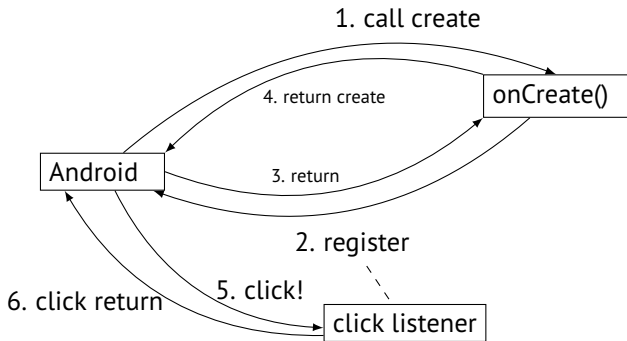 1. call create
4. return create
onCreate()
Android
3. return
2. register
6. click return
5. click!
click listener